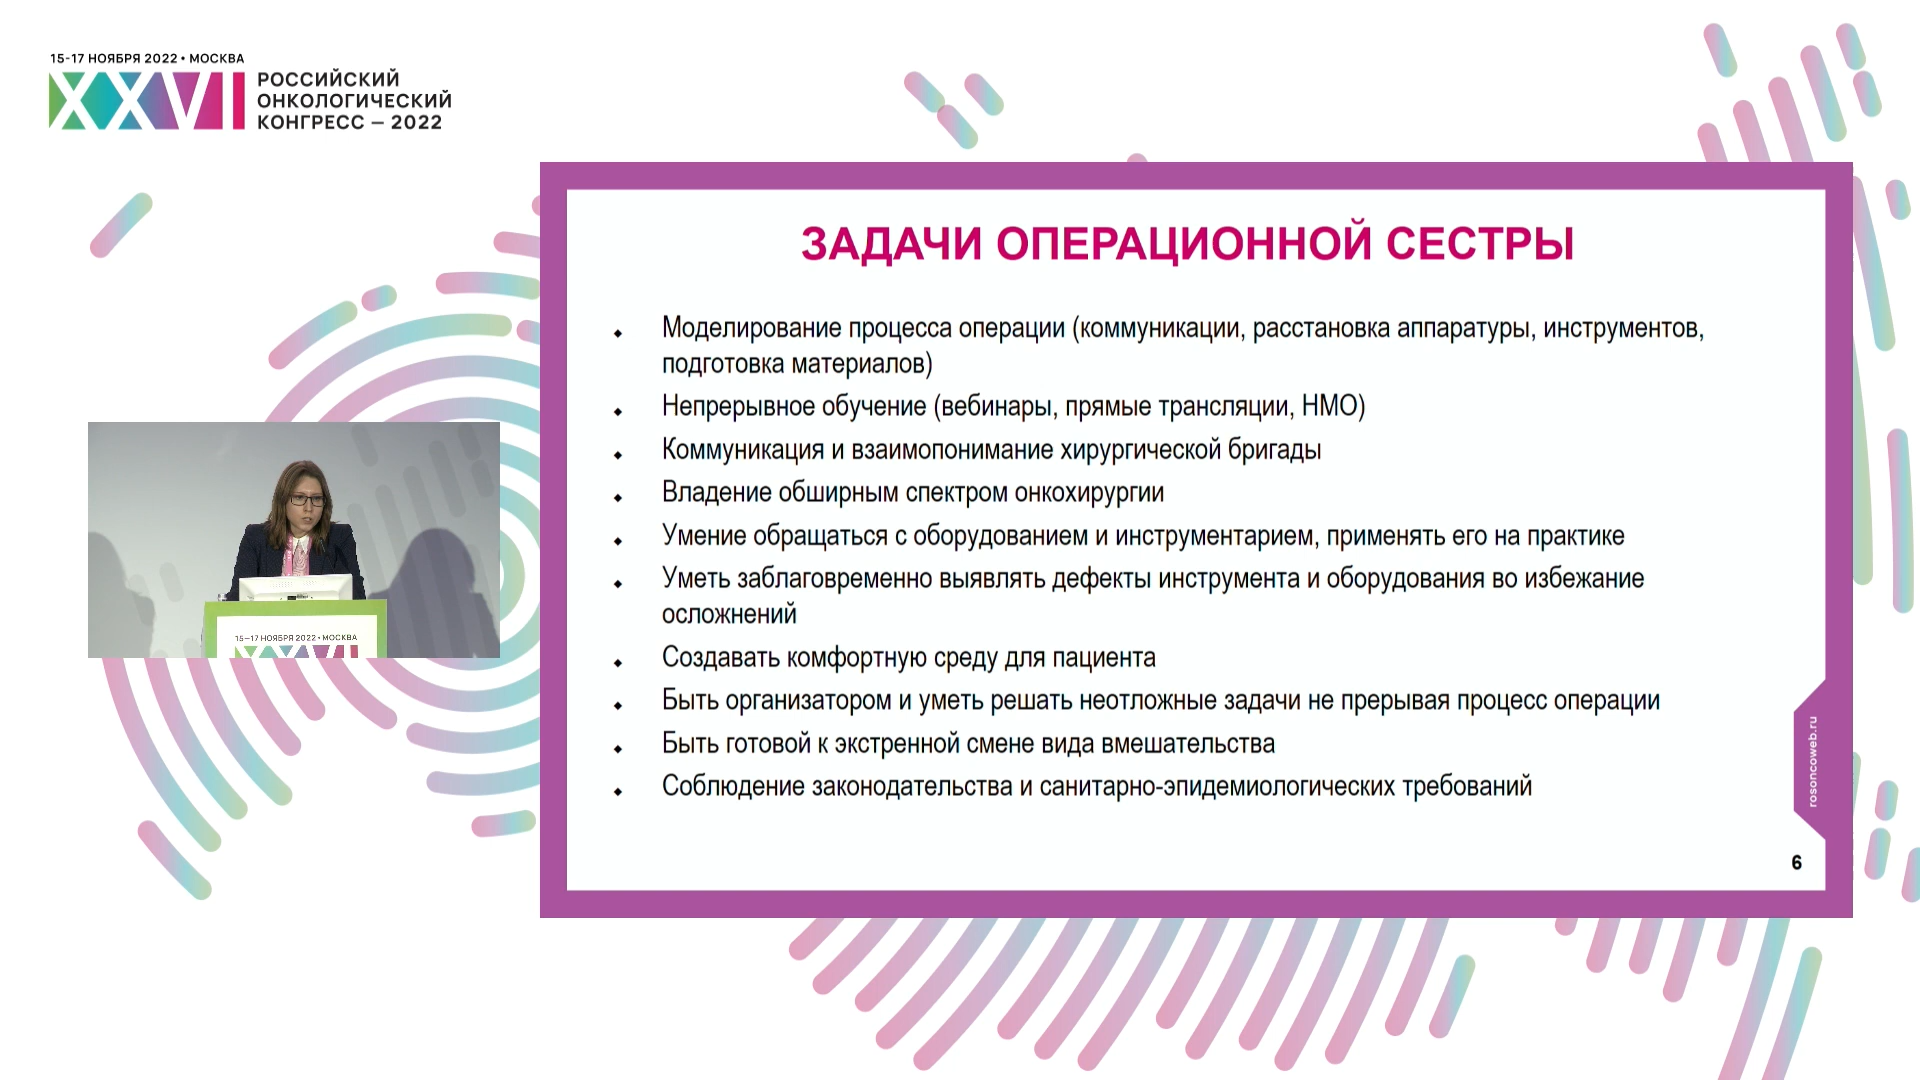 15-17 НОЯБРЯ 2022 • МОСКВА
XXVI
РОССИЙСКИЙ
ОНКОЛОГИЧЕСКИЙ
КОНГРЕСС — 2022
ЗАДАЧИ ОПЕРАЦИОННОЙ СЕСТРЫ
Моделирование процесса операции (коммуникации, расстановка аппаратуры, инструментов,
подготовка материалов)
Непрерывное обучение (вебинары, прямые трансляции, НМО)
Коммуникация и взаимопонимание хирургической бригады
Владение обширным спектром онкохирургии
Умение обращаться с оборудованием и инструментарием, применять его на практике
Уметь заблаговременно выявлять дефекты инструмента и оборудования во избежание
осложнений
Создавать комфортную среду для пациента
Быть организатором и уметь решать неотложные задачи не прерывая процесс операции
Быть готовой к экстренной смене вида вмешательства
Соблюдение законодательства и санитарно-эпидемиологических требований
rosoncoweb.ru
6
15–17 НОЯБРЯ 2022 • МОСКВА
XXVI